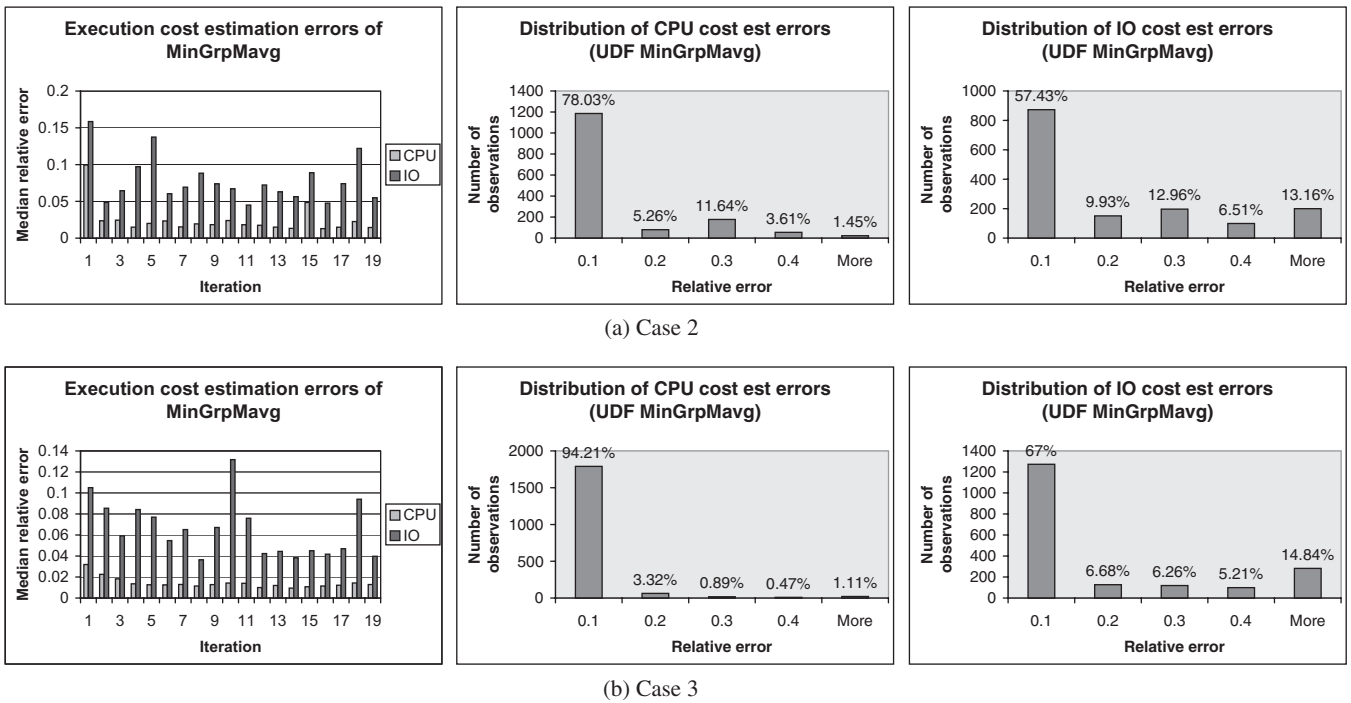 Execution cost estimation errors of
MinGrpMavg
Median relative error
0.2
0.15
0.1
0.05
0
1 3 5 7 9 11 13 15 17 19
Iteration
CPU
IO
Distribution of CPU cost est errors
(UDF MinGrpMavg)
Number of
observations
1400
1200
1000
800
600
400
200
0
78.03%
5.26%
11.64%
3.61%
1.45%
0.1 0.2 0.3 0.4 More
Relative error
Distribution of IO cost est errors
(UDF MinGrpMavg)
Number of
observations
1000
800
600
400
200
0
57.43%
9.93%
12.96%
6.51%
13.16%
0.1 0.2 0.3 0.4 More
Relative error
(a) Case 2
Execution cost estimation errors of
MinGrpMavg
Median relative error
0.14
0.12
0.1
0.08
0.06
0.04
0.02
0
1 3 5 7 9 11 13 15 17 19
Iteration
CPU
IO
Distribution of CPU cost est errors
(UDF MinGrpMavg)
Number of
observations
2000
1500
1000
500
0
94.21%
3.32%
0.89%
0.47%
1.11%
0.1 0.2 0.3 0.4 More
Relative error
Distribution of IO cost est errors
(UDF MinGrpMavg)
Number of
observations
1400
1200
1000
800
600
400
200
0
67%
6.68%
6.26%
5.21%
14.84%
0.1 0.2 0.3 0.4 More
Relative error
(b) Case 3